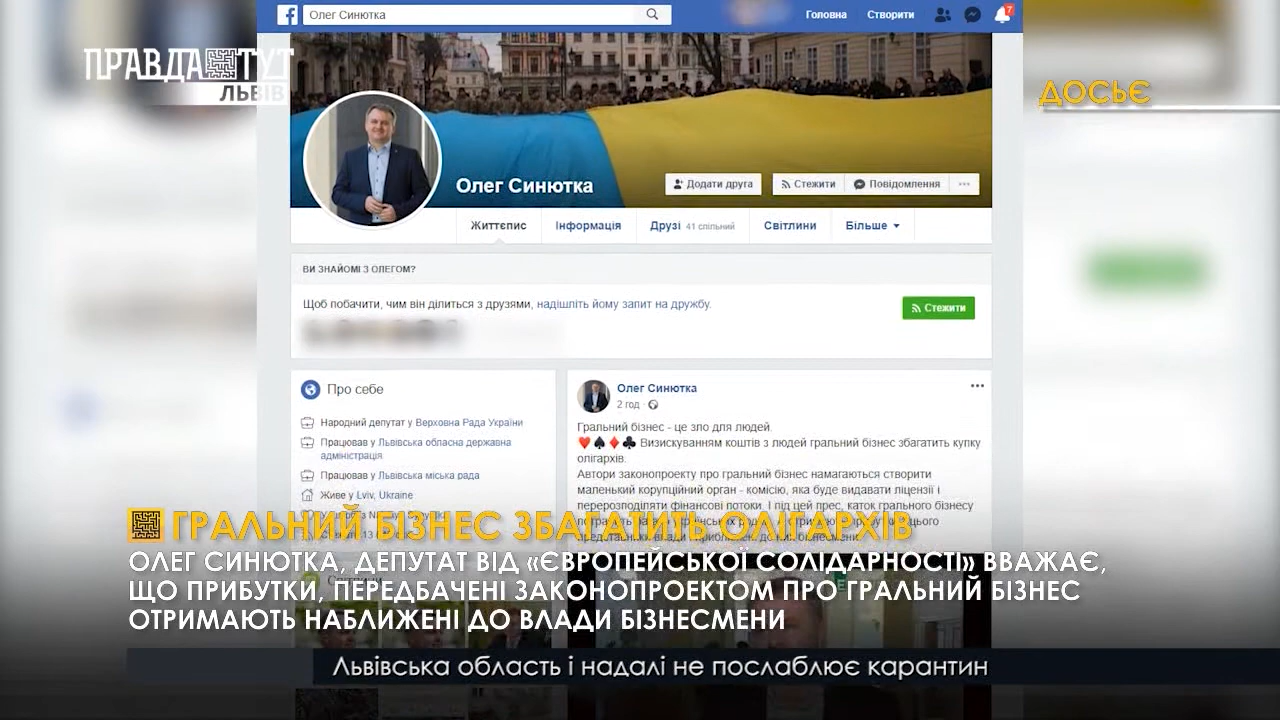 Олег Синютка
Головна
Створити
7
ПРАВДА ТУТ
ЛЬВІВ
ДОСЬЄ
Олег Синютка
Додати друга
Стежити
Повідомлення
Життєпис
Інформація
Друзі 41 спільний
Світлини
Більше
ВИ ЗНАЙОМІ З ОЛЕГОМ?
Щоб побачити, чим він ділиться з друзями, надішліть йому запит на дружбу.
Стежити
Про себе
Народний депутат у Верховна Рада України
Працював у Львівська обласна державна
адміністрація
Працював у Львівська міська рада
Живе у Lviv, Ukraine
Олег Синютка
2 год
Гральний бізнес - це зло для людей.
♥️♠️♦️♣️ Визискуванням коштів з людей гральний бізнес збагатить купку
олігархів.
Автори законопроекту про гральний бізнес намагаються створити
маленький корупційний орган - комісію, яка буде видавати ліцензії і
перерозподіляти фінансові потоки. І під цей прес, каток грального бізнесу
ГРАЛЬНИЙ БІЗНЕС ЗБАГАТИТЬ ОЛІГАРХІВ
ОЛЕГ СИНЮТКА, ДЕПУТАТ ВІД «ЄВРОПЕЙСЬКОЇ СОЛІДАРНОСТІ» ВВАЖАЄ,
ЩО ПРИБУТКИ, ПЕРЕДБАЧЕНІ ЗАКОНОПРОЕКТОМ ПРО ГРАЛЬНИЙ БІЗНЕС
ОТРИМАЮТЬ НАБЛИЖЕНІ ДО ВЛАДИ БІЗНЕСМЕНИ
Львівська область і надалі не послаблює карантин